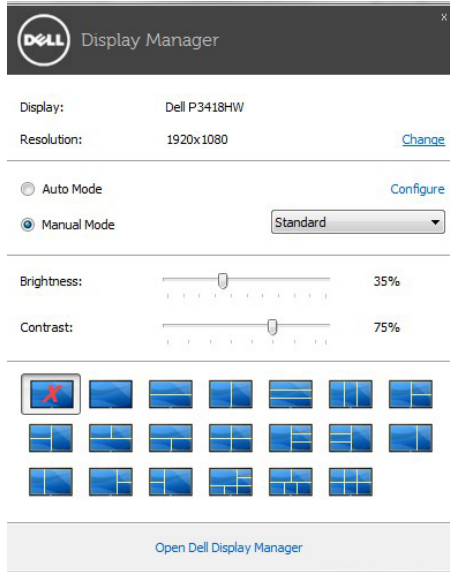 x
DELL Display Manager
Display: Dell P3418HW
Resolution: 1920x1080 Change
Auto Mode Configure
Manual Mode Standard
Brightness: 35%
Contrast: 75%
X
Open Dell Display Manager